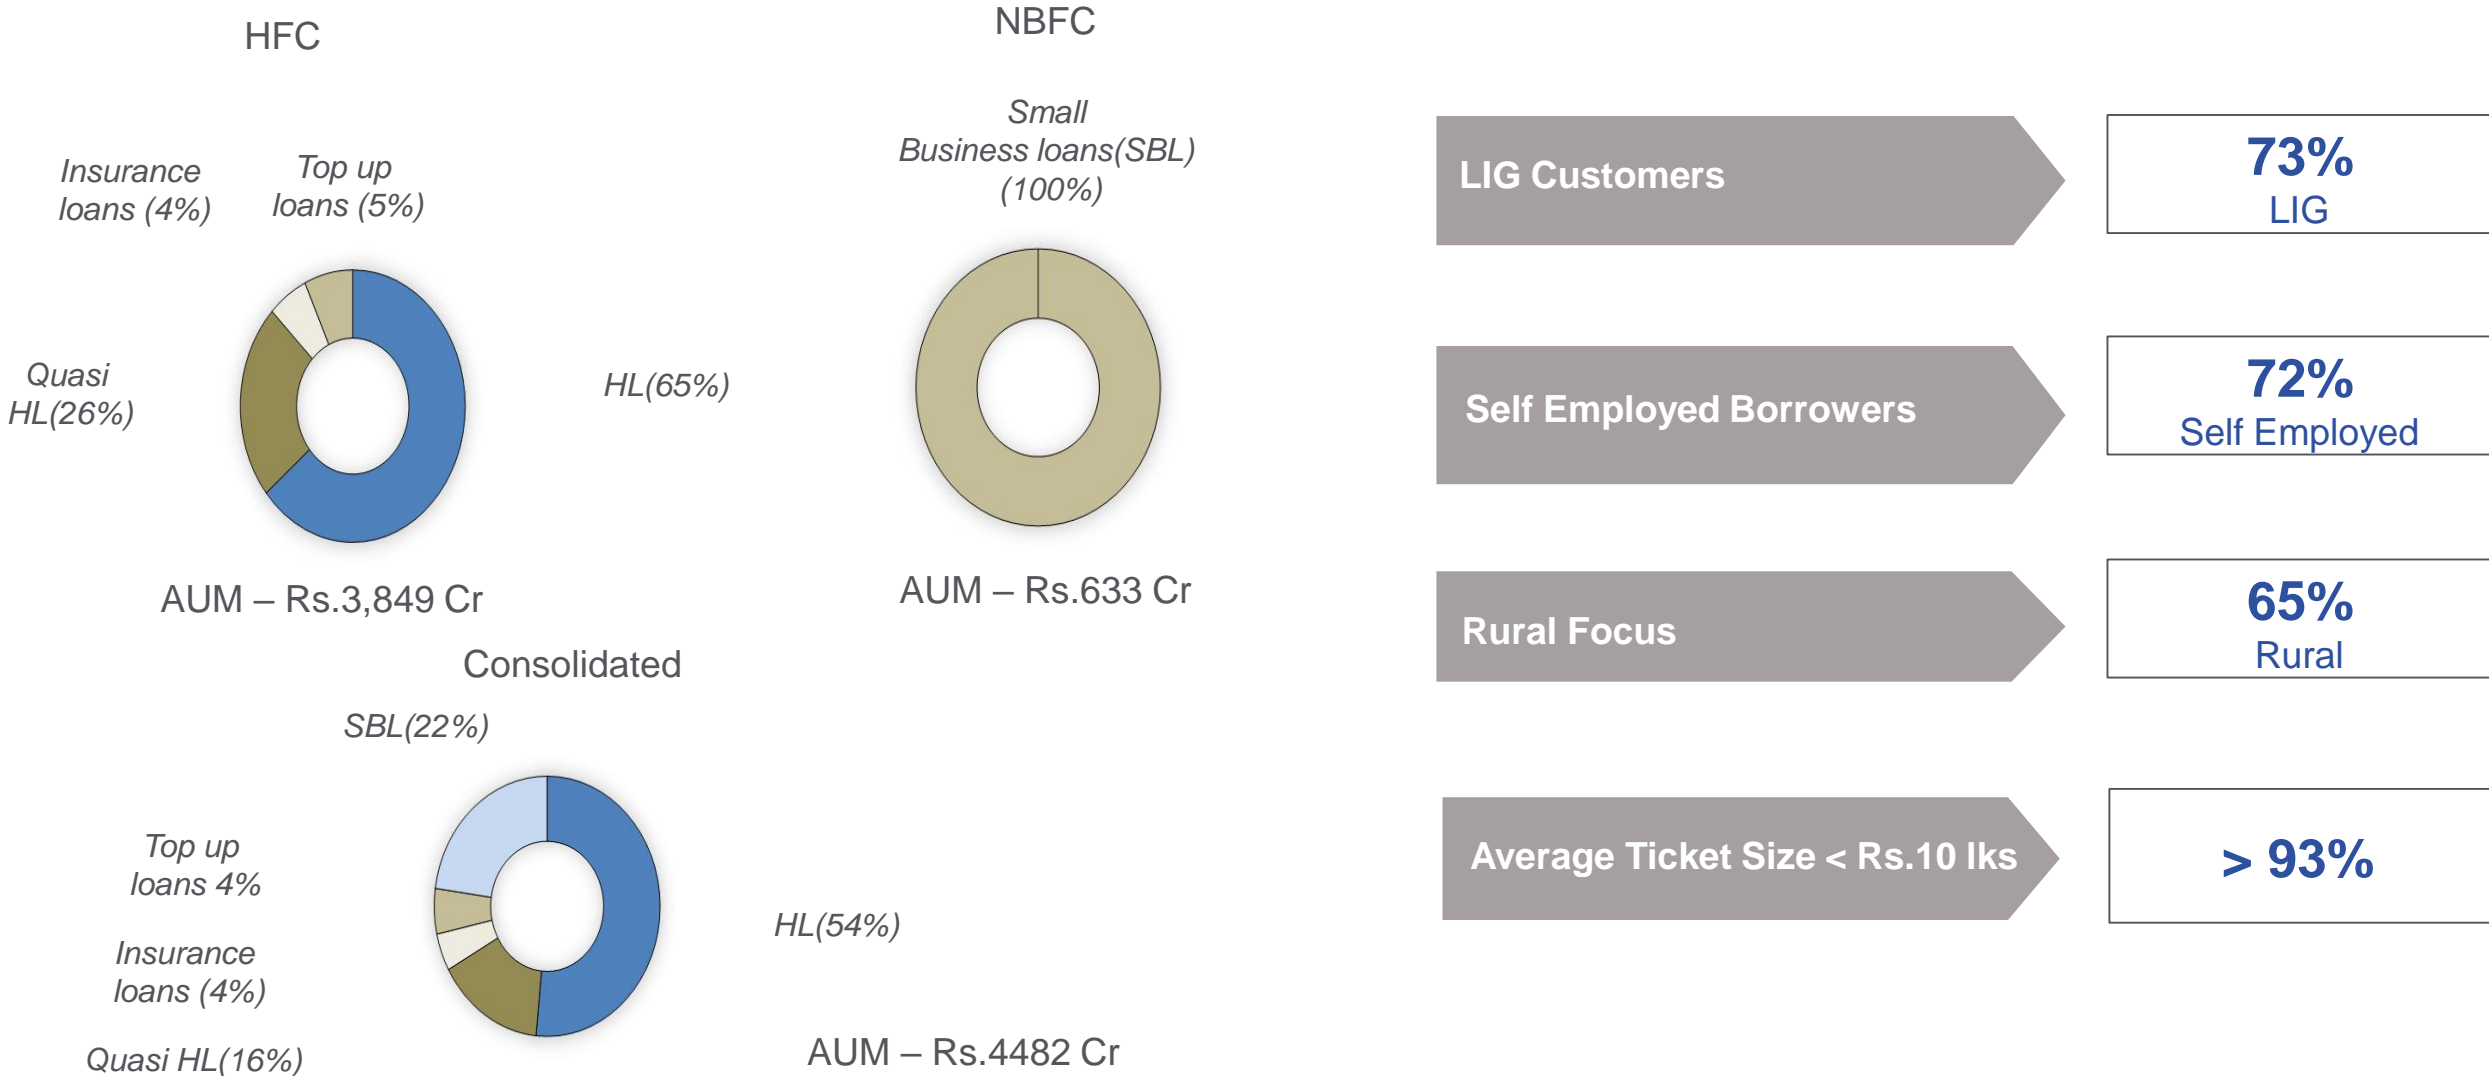 HFC
Insurance
loans (4%)
Top up
loans (5%)
Quasi
HL(26%)
HL(65%)
AUM – Rs.3,849 Cr
NBFC
Small
Business loans(SBL)
(100%)
AUM – Rs.633 Cr
Consolidated
SBL(22%)
Top up
loans 4%
Insurance
loans (4%)
Quasi HL(16%)
HL(54%)
AUM – Rs.4482 Cr
LIG Customers
73%
LIG
Self Employed Borrowers
72%
Self Employed
Rural Focus
65%
Rural
Average Ticket Size < Rs.10 lks
> 93%